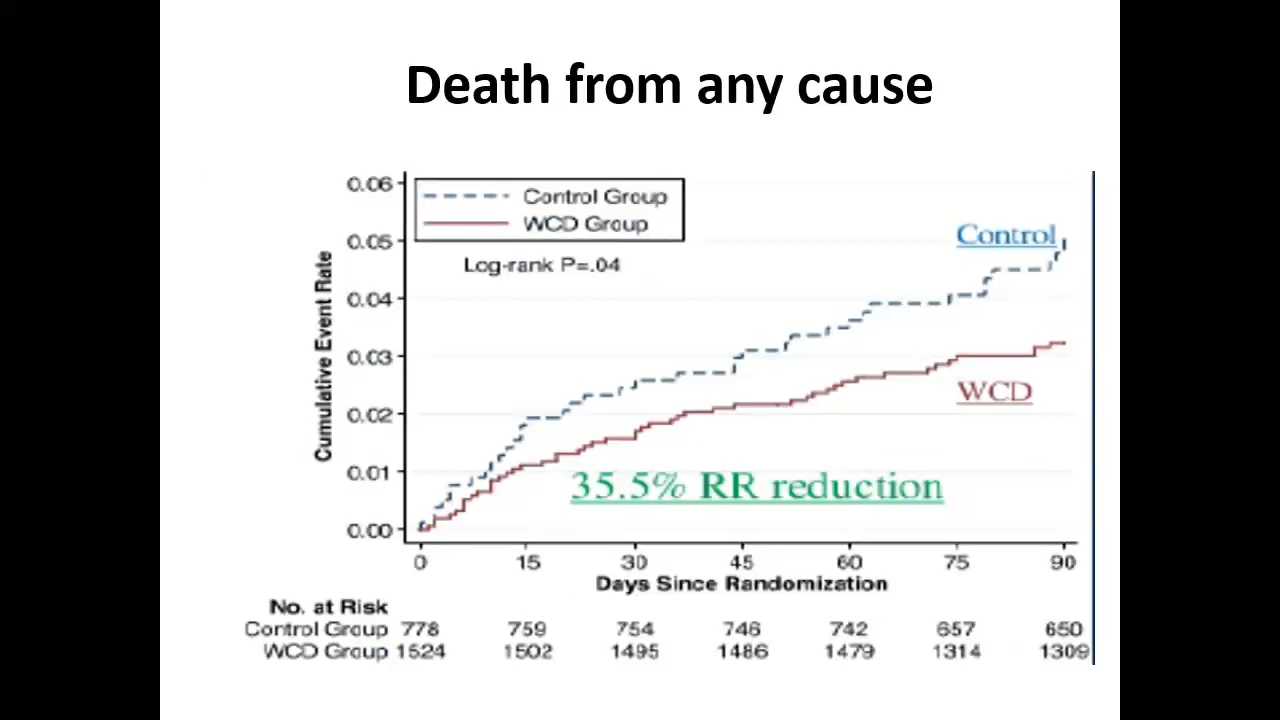 Death from any cause
0.06
0.05
0.04
0.03
0.02
0.01
0.00
Cumulative Event Rate
Control Group
WCD Group
Log-rank P=.04
Control
WCD
35.5% RR reduction
0 15 30 45 60 75 90
Days Since Randomization
No. at Risk
Control Group 778 759 754 746 742 657 650
WCD Group 1524 1502 1495 1486 1479 1314 1309